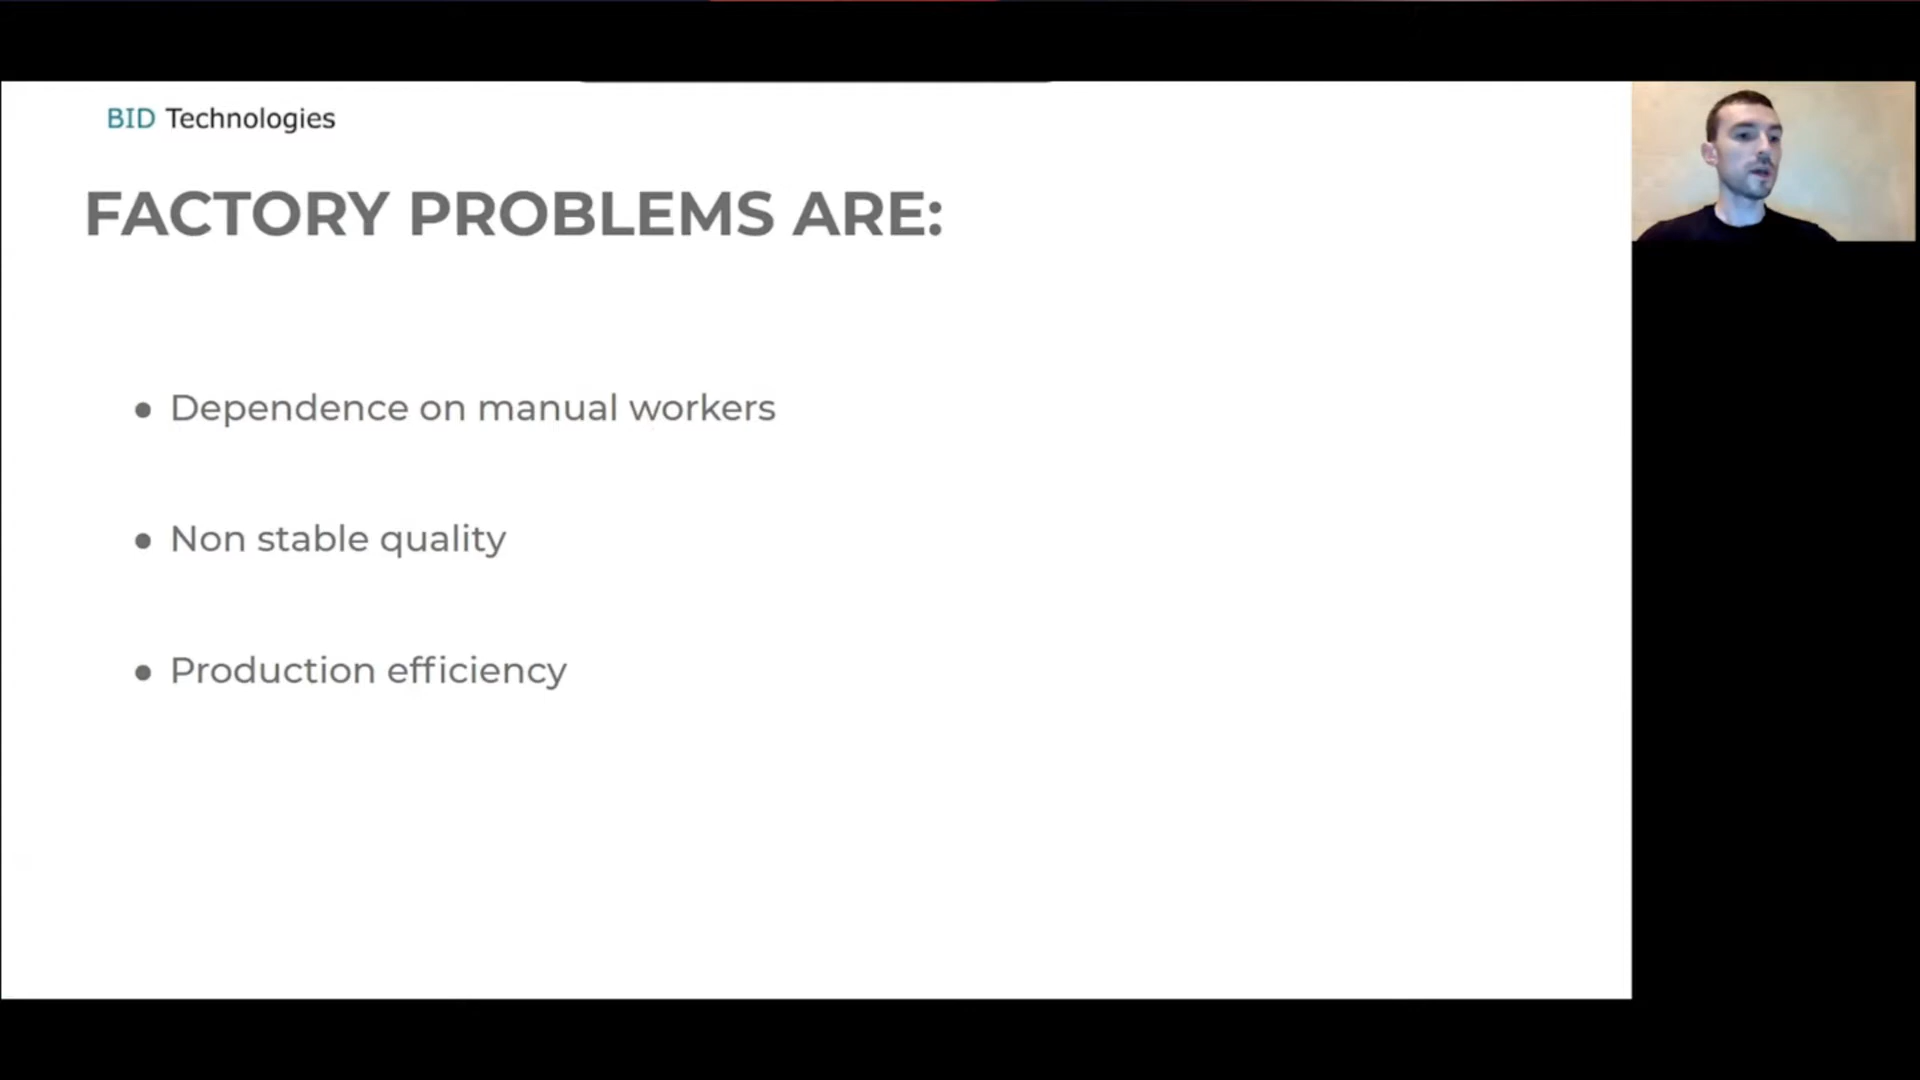 BID Technologies
FACTORY PROBLEMS ARE:
● Dependence on manual workers
● Non stable quality
● Production efficiency